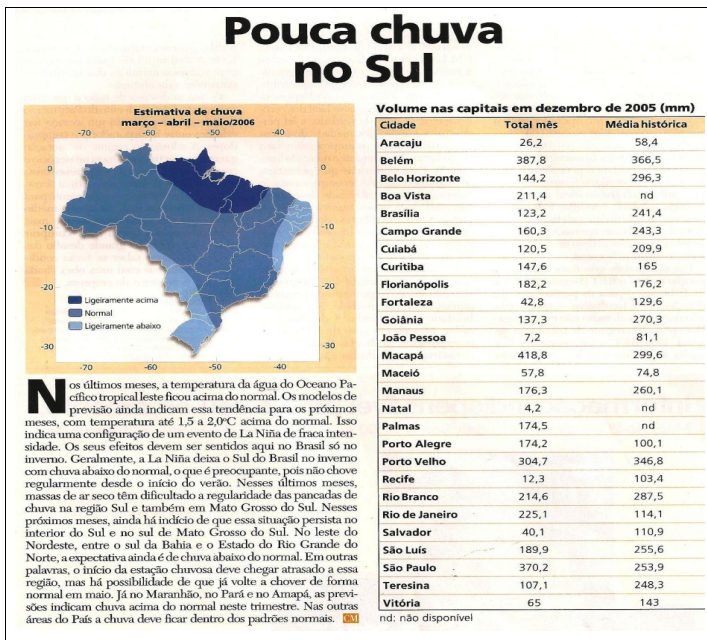 Pouca chuva
no Sul
Estimativa de chuva
março – abril – maio/2006
-70 -60 -50 -40
0 0
-10 -10
-20 -20
-30 -30
Ligeiramente acima
Normal
Ligeiramente abaixo
-70 -60 -50 -40
Nos últimos meses, a temperatura da água do Oceano Pa-
cífico tropical leste ficou acima do normal. Os modelos de
previsão ainda indicam essa tendência para os próximos
meses, com temperatura até 1,5 a 2,0ºC acima do normal. Isso
indica uma configuração de um evento de La Niña de fraca inten-
sidade. Os seus efeitos devem ser sentidos aqui no Brasil só no
inverno. Geralmente, a La Niña deixa o Sul do Brasil no inverno
com chuva abaixo do normal, o que é preocupante, pois não chove
regularmente desde o início do verão. Nesses últimos meses,
massas de ar seco têm dificultado a regularidade das pancadas de
chuva na região Sul e também em Mato Grosso do Sul. Nesses
próximos meses, ainda há indício de que essa situação persista no
interior do Sul e no sul de Mato Grosso do Sul. No leste do
Nordeste, entre o sul da Bahia e o Estado do Rio Grande do
Norte, a expectativa ainda é de chuva abaixo do normal. Em outras
palavras, o início da estação chuvosa deve chegar atrasado a essa
região, mas há possibilidade de que já volte a chover de forma
normal em maio. Já no Maranhão, no Pará e no Amapá, as previ-
sões indicam chuva acima do normal neste trimestre. Nas outras
áreas do País a chuva deve ficar dentro dos padrões normais. CM
Volume nas capitais em dezembro de 2005 (mm)
Cidade Total mês Média histórica
Aracaju 26,2 58,4
Belém 387,8 366,5
Belo Horizonte 144,2 296,3
Boa Vista 211,4 nd
Brasília 123,2 241,4
Campo Grande 160,3 243,3
Cuiabá 120,5 209,9
Curitiba 147,6 165
Florianópolis 182,2 176,2
Fortaleza 42,8 129,6
Goiânia 137,3 270,3
João Pessoa 7,2 81,1
Macapá 418,8 299,6
Maceió 57,8 74,8
Manaus 176,3 260,1
Natal 4,2 nd
Palmas 174,5 nd
Porto Alegre 174,2 100,1
Porto Velho 304,7 346,8
Recife 12,3 103,4
Rio Branco 214,6 287,5
Rio de Janeiro 225,1 114,1
Salvador 40,1 110,9
São Luís 189,9 255,6
São Paulo 370,2 253,9
Teresina 107,1 248,3
Vitória 65 143
nd: não disponível